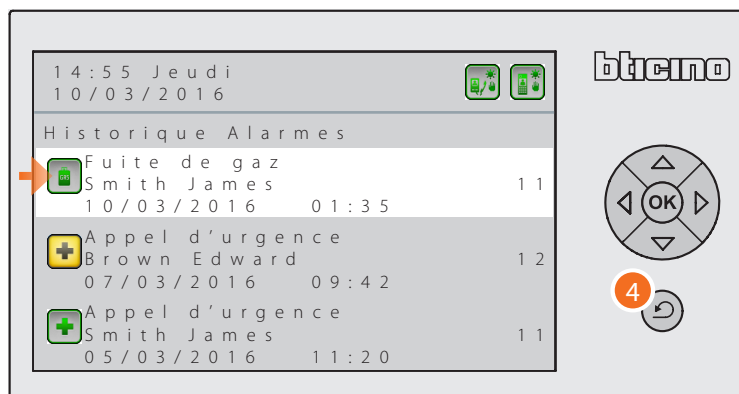 14:55 Jeudi
10/03/2016
bticino
Historique Alarmes
GAS
Fuite de gaz
Smith James 11
10/03/2016 01:35
Appel d'urgence
Brown Edward 12
07/03/2016 09:42
Appel d'urgence
Smith James 11
05/03/2016 11:20
OK
4